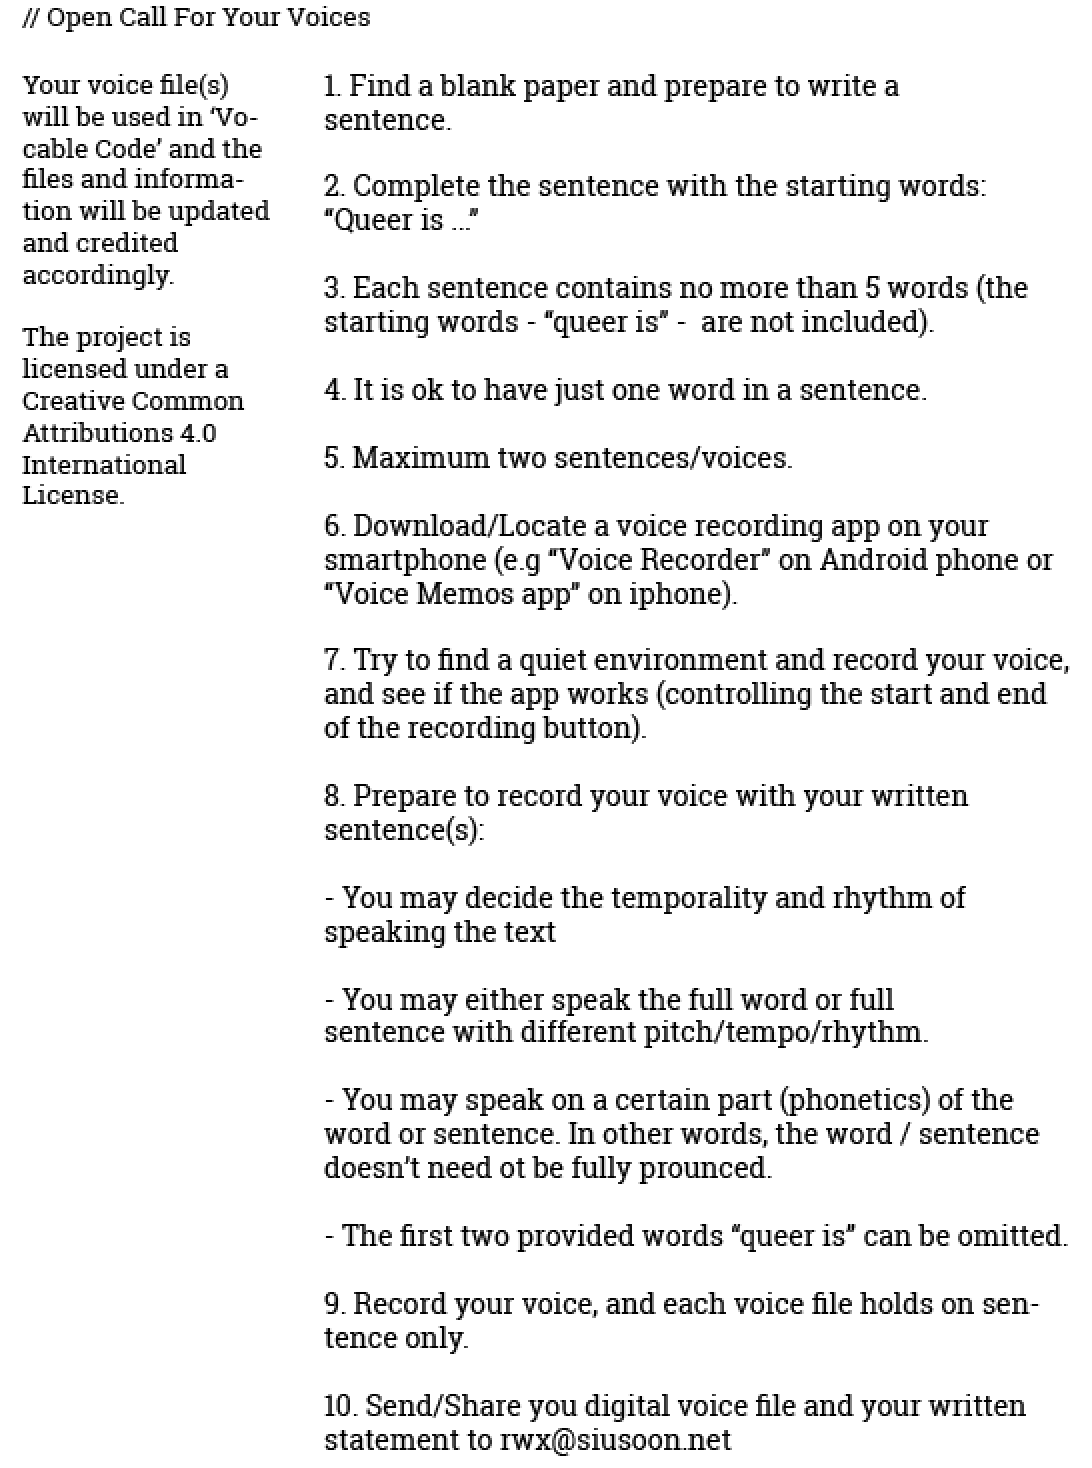 // Open Call For Your Voices
Your voice file(s)
will be used in ‘Vo-
cable Code’ and the
files and informa-
tion will be updated
and credited
accordingly.
The project is
licensed under a
Creative Common
Attributions 4.0
International
License.
1. Find a blank paper and prepare to write a
sentence.
2. Complete the sentence with the starting words:
“Queer is ...”
3. Each sentence contains no more than 5 words (the
starting words - “queer is” -  are not included).
4. It is ok to have just one word in a sentence.
5. Maximum two sentences/voices.
6. Download/Locate a voice recording app on your
smartphone (e.g “Voice Recorder” on Android phone or
“Voice Memos app” on iphone).
7. Try to find a quiet environment and record your voice,
and see if the app works (controlling the start and end
of the recording button).
8. Prepare to record your voice with your written
sentence(s):
- You may decide the temporality and rhythm of
speaking the text
- You may either speak the full word or full
sentence with different pitch/tempo/rhythm.
- You may speak on a certain part (phonetics) of the
word or sentence. In other words, the word / sentence
doesn’t need ot be fully prounced.
- The first two provided words “queer is” can be omitted.
9. Record your voice, and each voice file holds on sen-
tence only.
10. Send/Share you digital voice file and your written
statement to rwx@siusoon.net